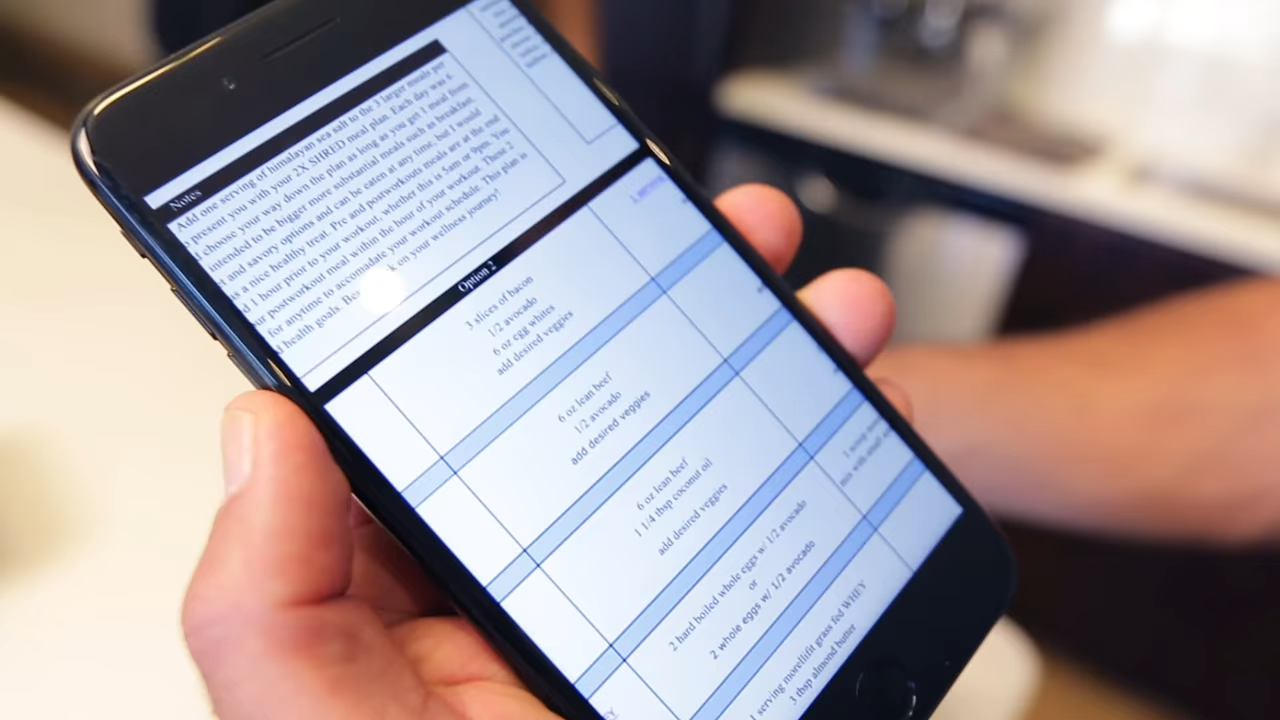 Notes
Add one serving of himalayan sea salt to the 3 larger meals per
present you with your 2X SHRED meal plan. Each day was 6
choose your way down the plan as long as you get 1 meal from
intended to be bigger more substantial meals such as breakfast,
and savory options and can be eaten at any time, but I would
s a nice healthy treat. Pre and postworkouts meals are at the end
d 1 hour prior to your workout, whether this is 5am or 9pm. You
ur postworkout meal within the hour of your workout. These 2
for anytime to accomadate your workout schedule. This plan is
health goals. on your wellness journey!
Option 2
3 slices of bacon
1/2 avocado
6 oz egg whites
add desired veggies
6 oz lean beef
1/2 avocado
add desired veggies
6 oz lean beef
1 1/4 tbsp coconut oil
add desired veggies
2 hard boiled whole eggs w/ 1/2 avocado
or
2 whole eggs w/ 1/2 avocado
1 serving morellifit grass fed WHEY
3 tbsp almond butter